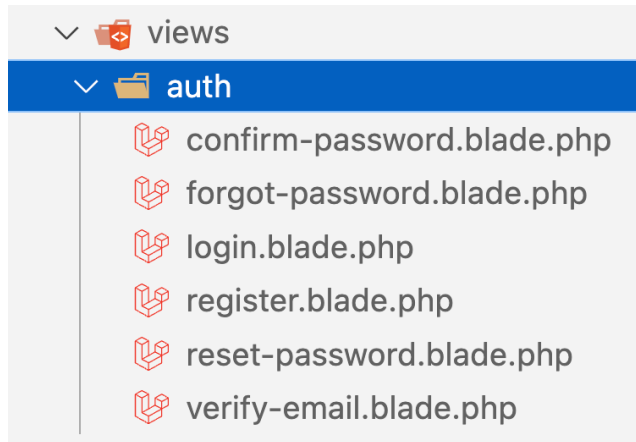 views
auth
confirm-password.blade.php
forgot-password.blade.php
login.blade.php
register.blade.php
reset-password.blade.php
verify-email.blade.php